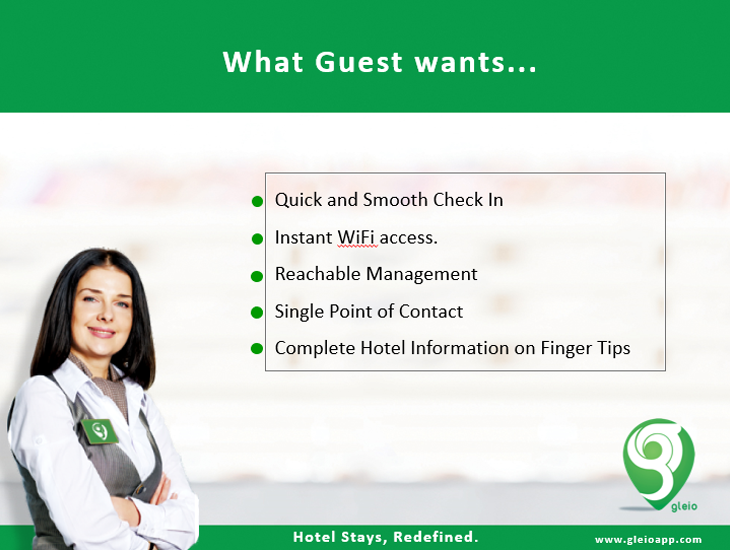 What Guest wants...
Quick and Smooth Check In
Instant WiFi access.
Reachable Management
Single Point of Contact
Complete Hotel Information on Finger Tips
gleio
Hotel Stays, Redefined.
www.gleioapp.com